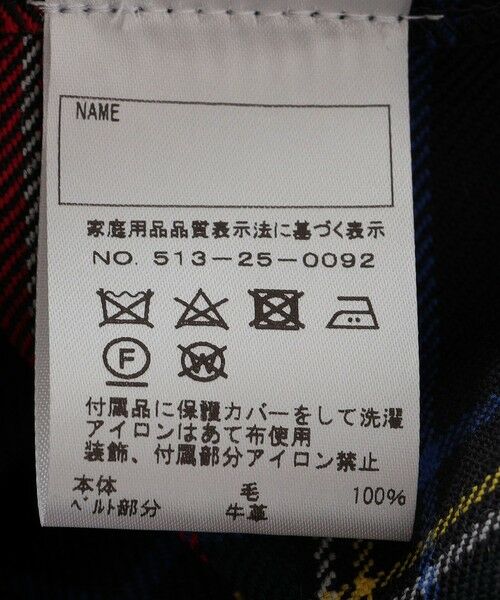 NAME
家庭用品品質表示法に基づく表示
NO. 513-25-0092
F W
付属品に保護カバーをして洗濯
アイロンはあて布使用
装飾、付属部分アイロン禁止
本体 毛 100%
ベルト部分 牛革